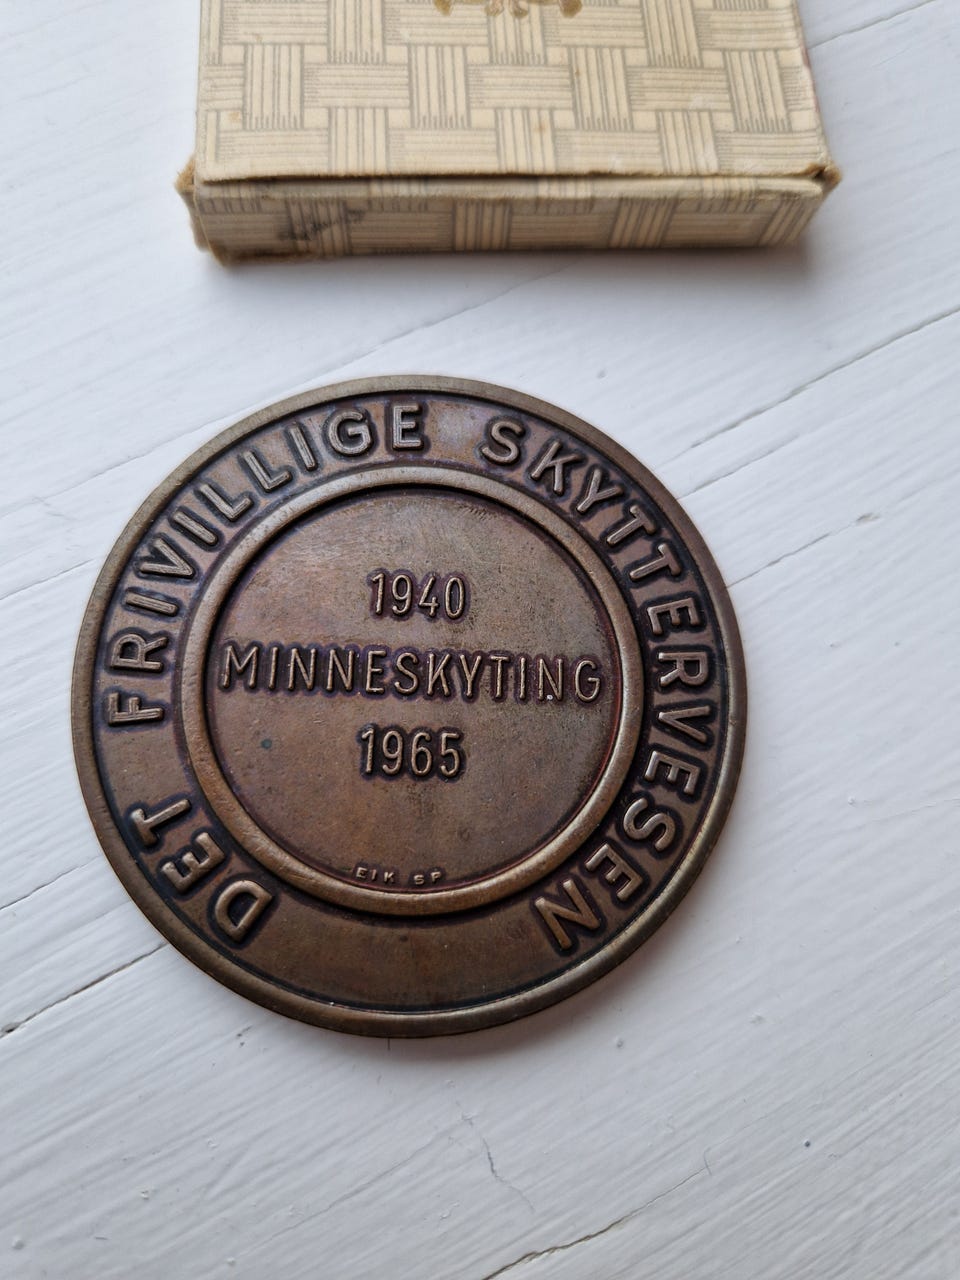 DET FRIVILLIGE SKYTTERVESEN
1940
MINNESKYTING
1965
EIK SP